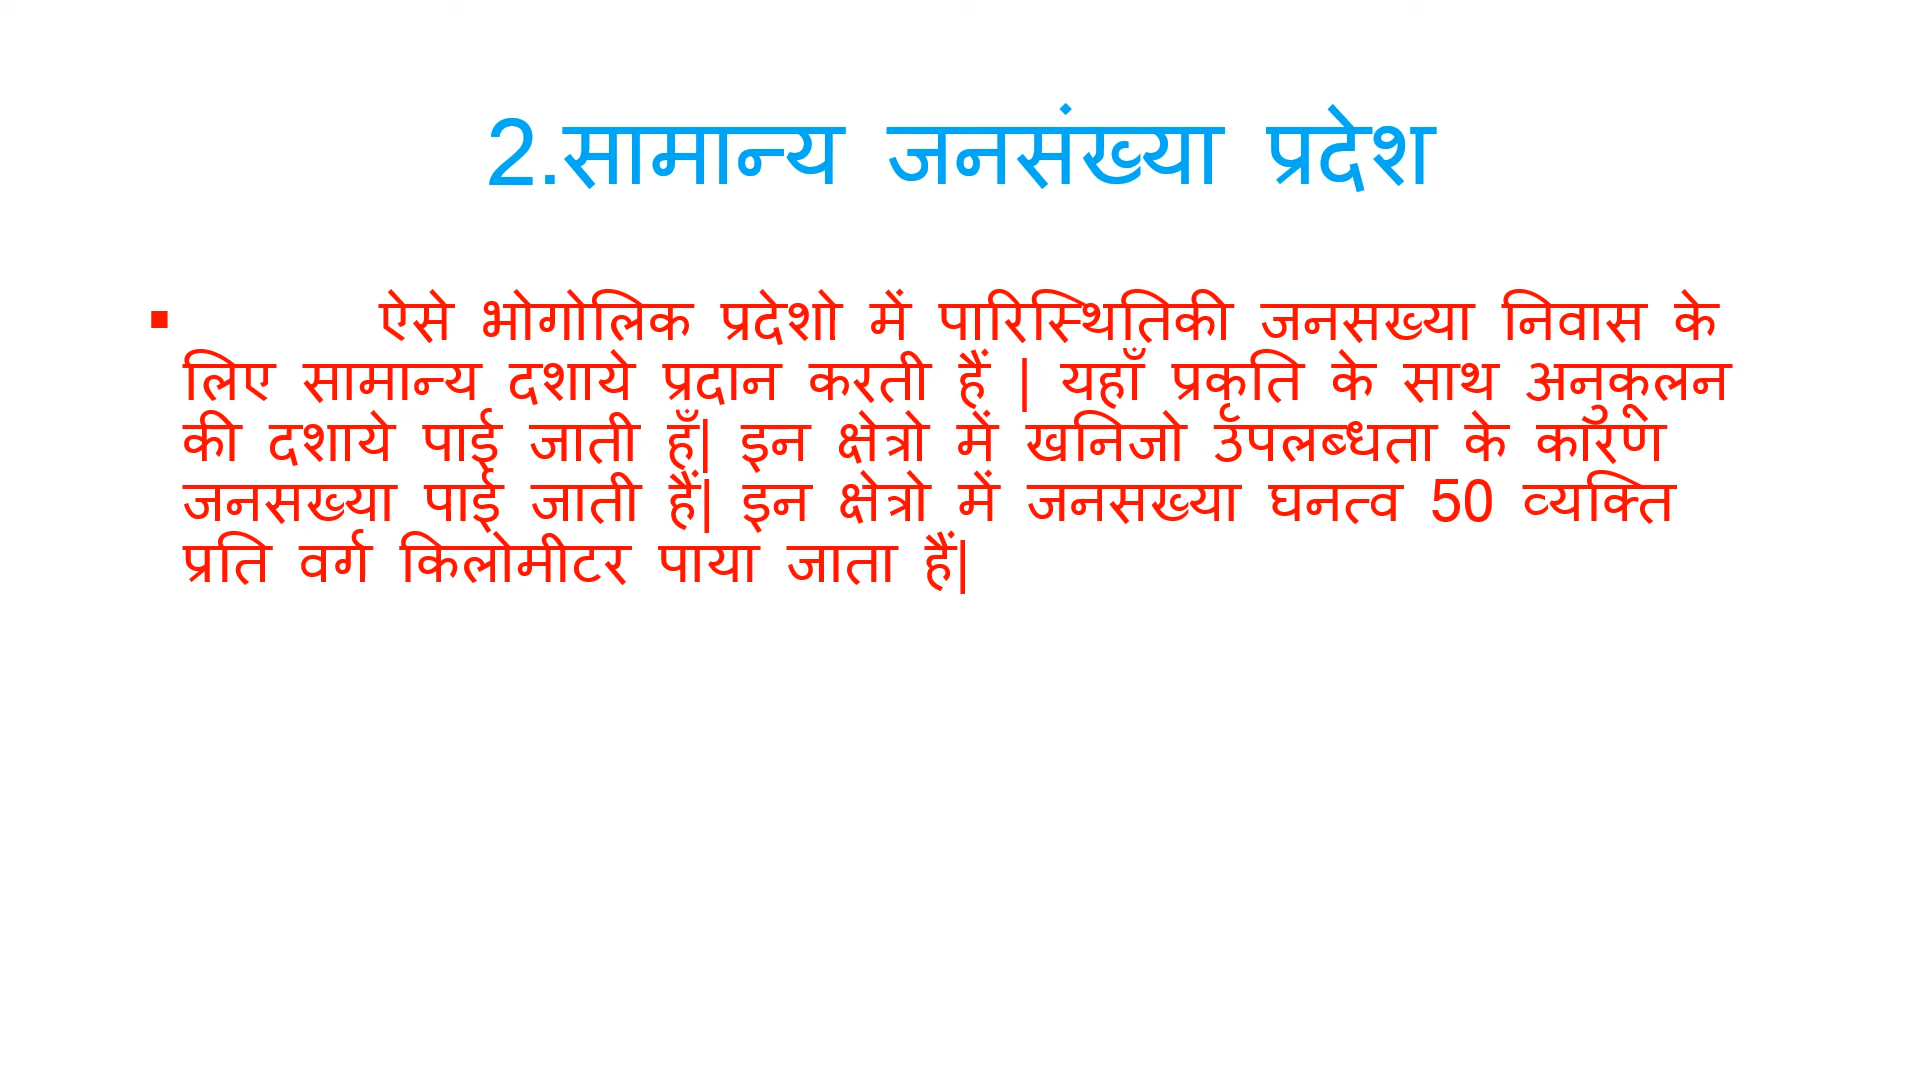 2.सामान्य जनसंख्या प्रदेश
▪ ऐसे भोगोलिक प्रदेशो में पारिस्थितिकी जनसख्या निवास के
लिए सामान्य दशाये प्रदान करती हैं | यहाँ प्रकृति के साथ अनुकूलन
की दशाये पाई जाती हँ| इन क्षेत्रो में खनिजो उपलब्धता के कारण
जनसख्या पाई जाती हैं| इन क्षेत्रो में जनसख्या घनत्व 50 व्यक्ति
प्रति वर्ग किलोमीटर पाया जाता हैं|